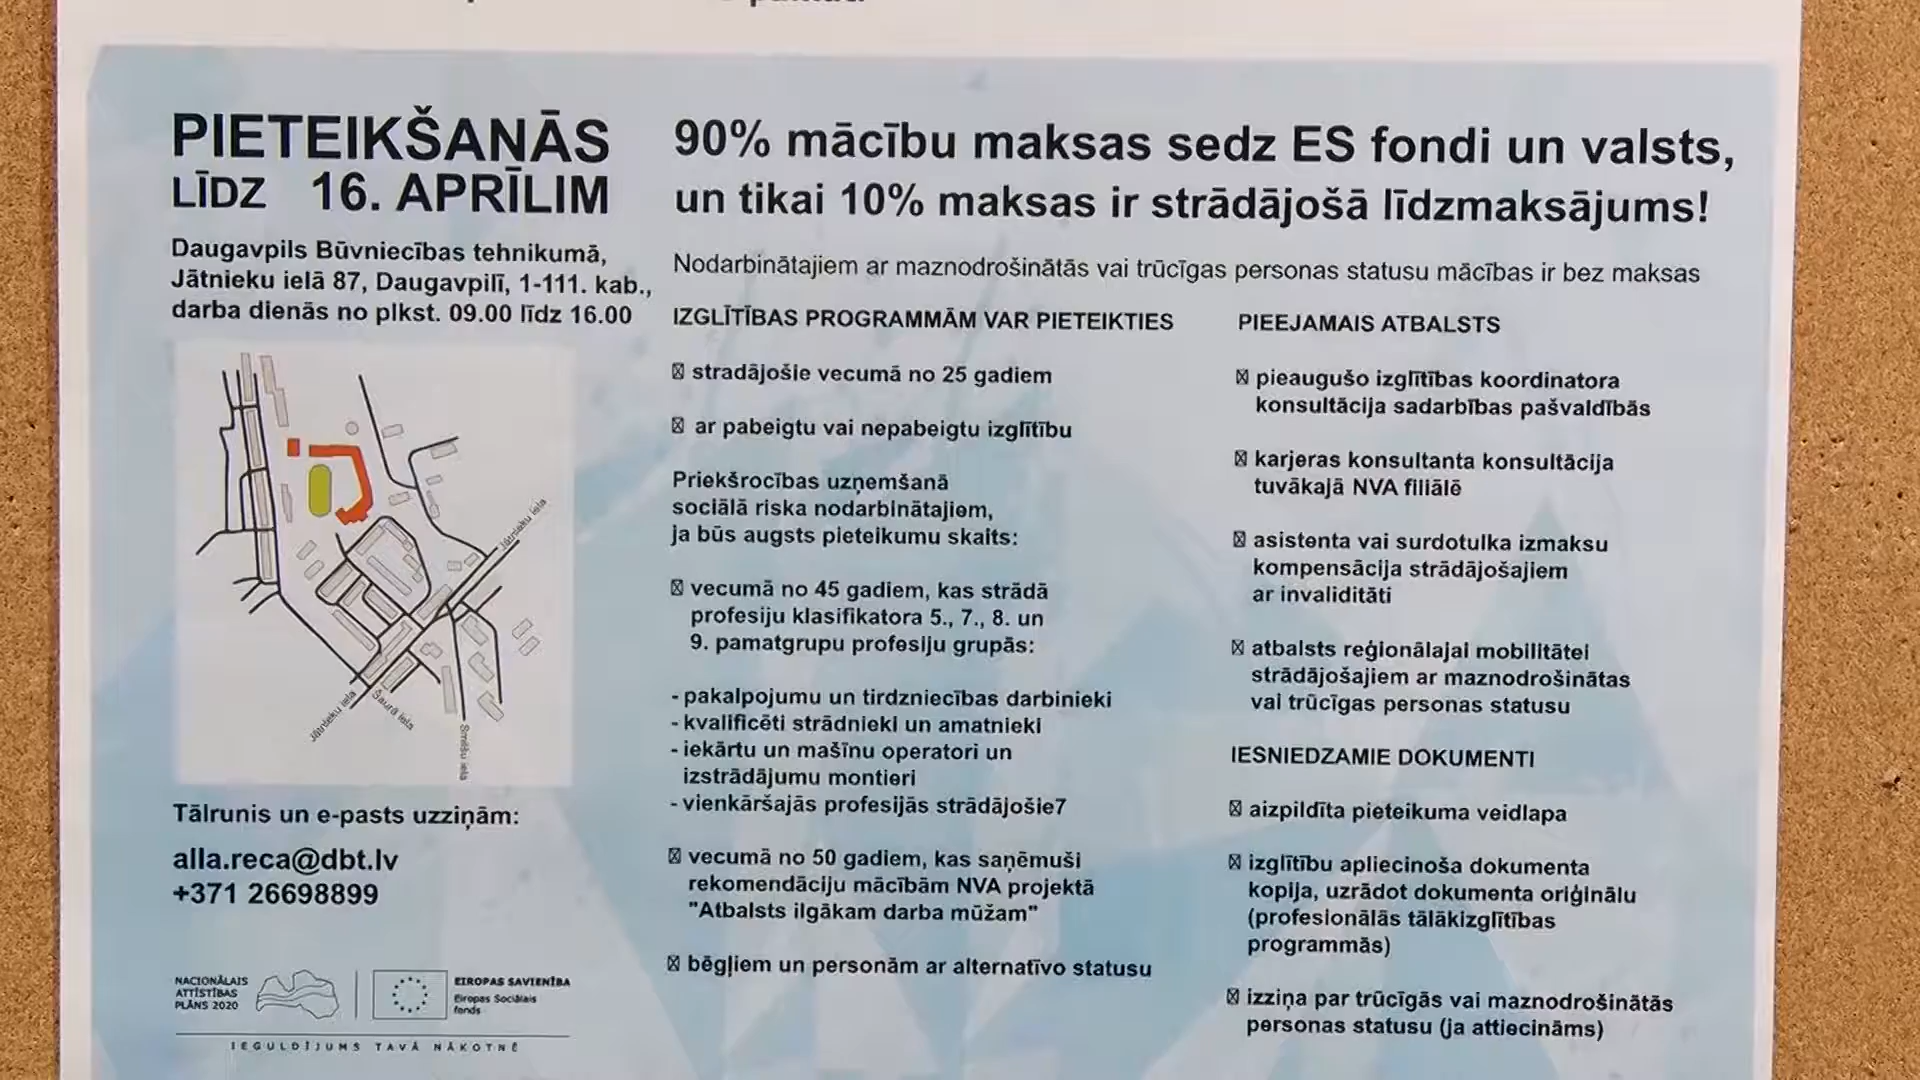 PIETEIKŠANĀS
LĪDZ 16. APRĪLIM
Daugavpils Būvniecības tehnikumā,
Jātnieku ielā 87, Daugavpilī, 1-111. kab.,
darba dienās no plkst. 09.00 līdz 16.00
Jātnieku iela
Jātnieku iela
Šaurā iela
Smilšu iela
Tālrunis un e-pasts uzziņām:
alla.reca@dbt.lv
+371 26698899
NACIONĀLAIS
ATTĪSTĪBAS
PLĀNS 2020
EIROPAS SAVIENĪBA
Eiropas Sociālais
fonds
IEGULDĪJUMS TAVĀ NĀKOTNĒ
90% mācību maksas sedz ES fondi un valsts,
un tikai 10% maksas ir strādājošā līdzmaksājums!
Nodarbinātajiem ar maznodrošinātās vai trūcīgas personas statusu mācības ir bez maksas
IZGLĪTĪBAS PROGRAMMĀM VAR PIETEIKTIES
stradājošie vecumā no 25 gadiem
ar pabeigtu vai nepabeigtu izglītību
Priekšrocības uzņemšanā
sociālā riska nodarbinātajiem,
ja būs augsts pieteikumu skaits:
vecumā no 45 gadiem, kas strādā
profesiju klasifikatora 5., 7., 8. un
9. pamatgrupu profesiju grupās:
- pakalpojumu un tirdzniecības darbinieki
- kvalificēti strādnieki un amatnieki
- iekārtu un mašīnu operatori un
izstrādājumu montieri
- vienkāršajās profesijās strādājošie7
vecumā no 50 gadiem, kas saņēmuši
rekomendāciju mācībām NVA projektā
"Atbalsts ilgākam darba mūžam"
bēgļiem un personām ar alternatīvo statusu
PIEEJAMAIS ATBALSTS
pieaugušo izglītības koordinatora
konsultācija sadarbības pašvaldībās
karjeras konsultanta konsultācija
tuvākajā NVA filiālē
asistenta vai surdotulka izmaksu
kompensācija strādājošajiem
ar invaliditāti
atbalsts reģionālajai mobilitātei
strādājošajiem ar maznodrošinātas
vai trūcīgas personas statusu
IESNIEDZAMIE DOKUMENTI
aizpildīta pieteikuma veidlapa
izglītību apliecinoša dokumenta
kopija, uzrādot dokumenta oriģinālu
(profesionālās tālākizglītības
programmās)
izziņa par trūcīgās vai maznodrošinātās
personas statusu (ja attiecināms)